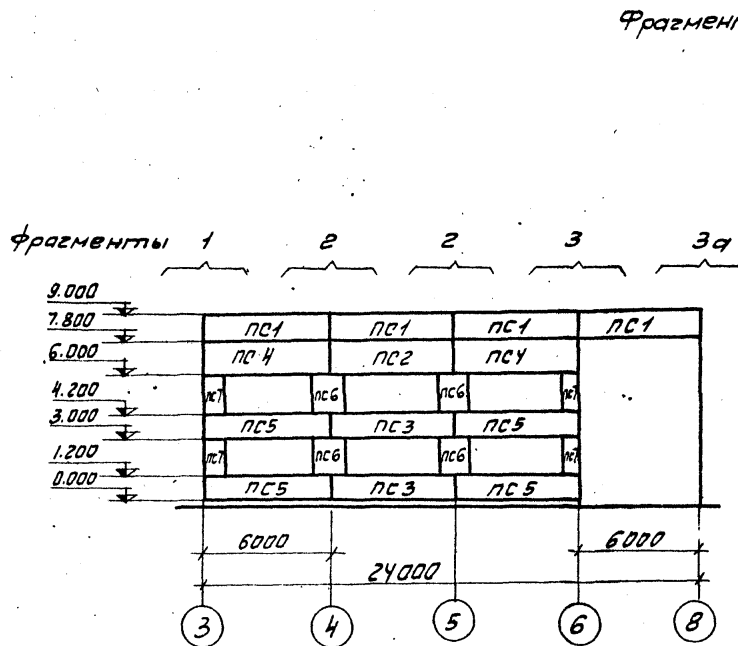 Фрагмен
фрагменты 1 2 2 3 3а
9.000
7.800
6.000
4.200
3.000
1.200
0.000
пс1 пс1 пс1 пс1
пс4 пс2 пс4
пс7 пс6 пс6 пс7
пс5 пс3 пс5
пс7 пс6 пс6 пс7
пс5 пс3 пс5
6000 6000
24000
3 4 5 6 8